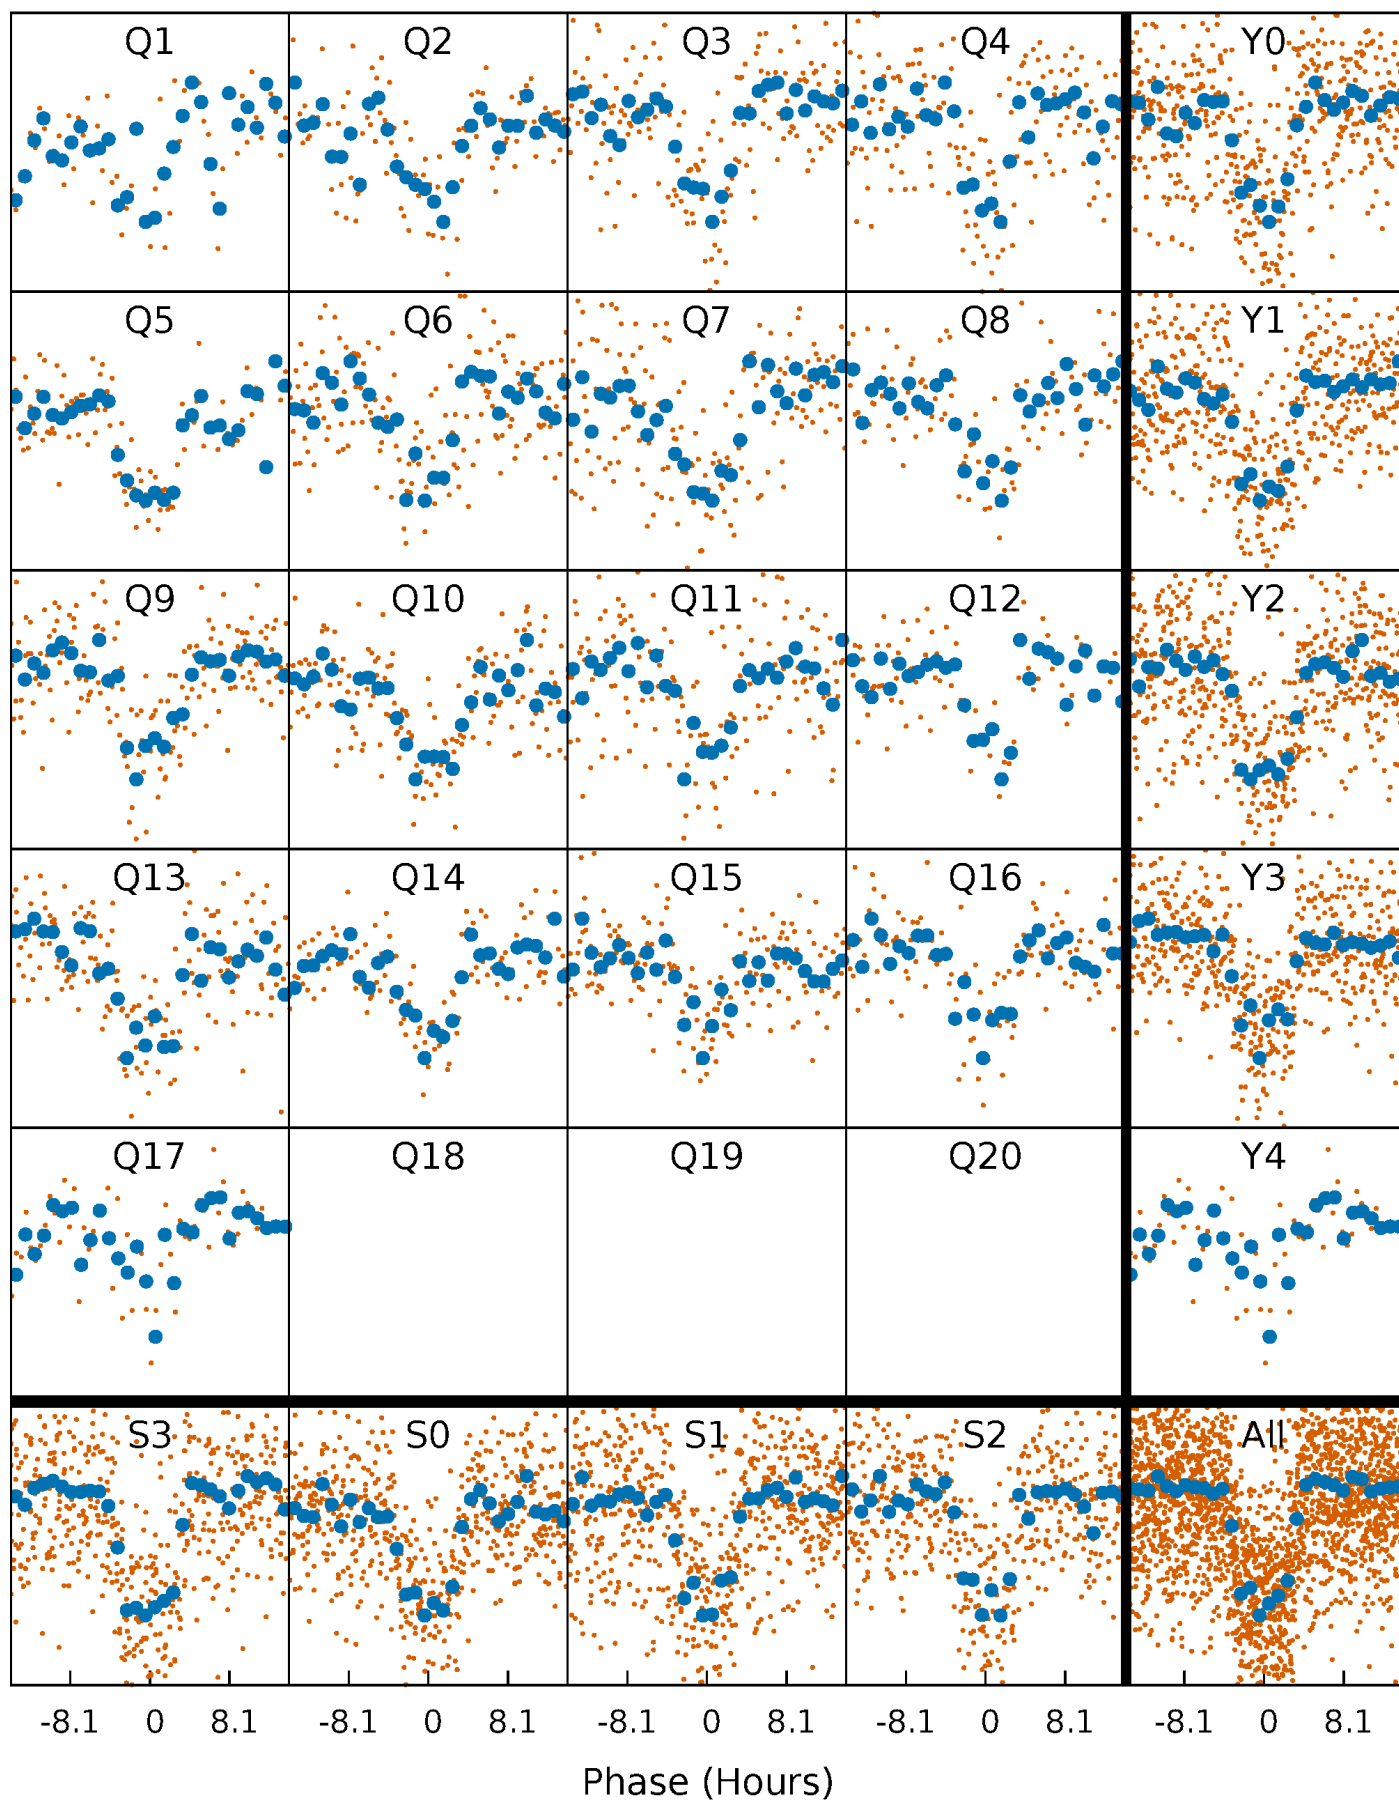 Q1 Q2 Q3 Q4 Y0
Q5 Q6 Q7 Q8 Y1
Q9 Q10 Q11 Q12 Y2
Q13 Q14 Q15 Q16 Y3
Q17 Q18 Q19 Q20 Y4
S3 S0 S1 S2 All
-8.1 0 8.1 -8.1 0 8.1 -8.1 0 8.1 -8.1 0 8.1 -8.1 0 8.1
Phase (Hours)